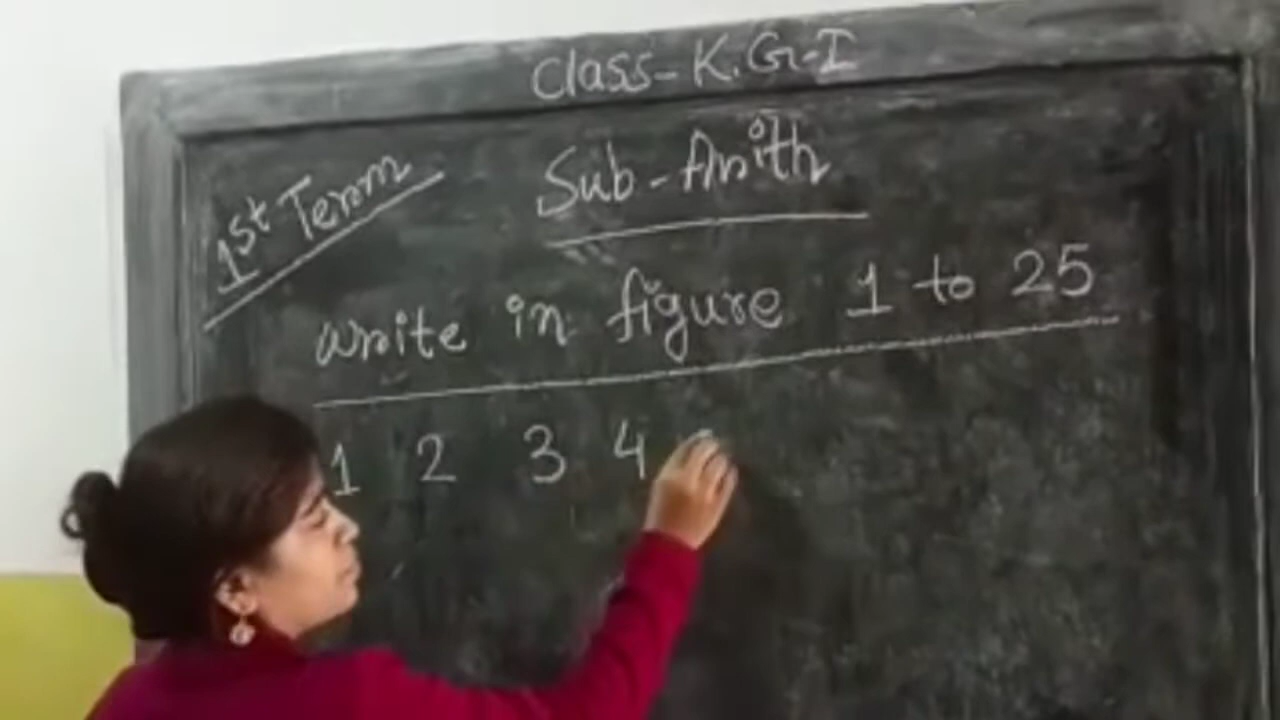 Class - K.G-I
1st Term
Sub - Arith
write in figure 1 to 25
1 2 3 4